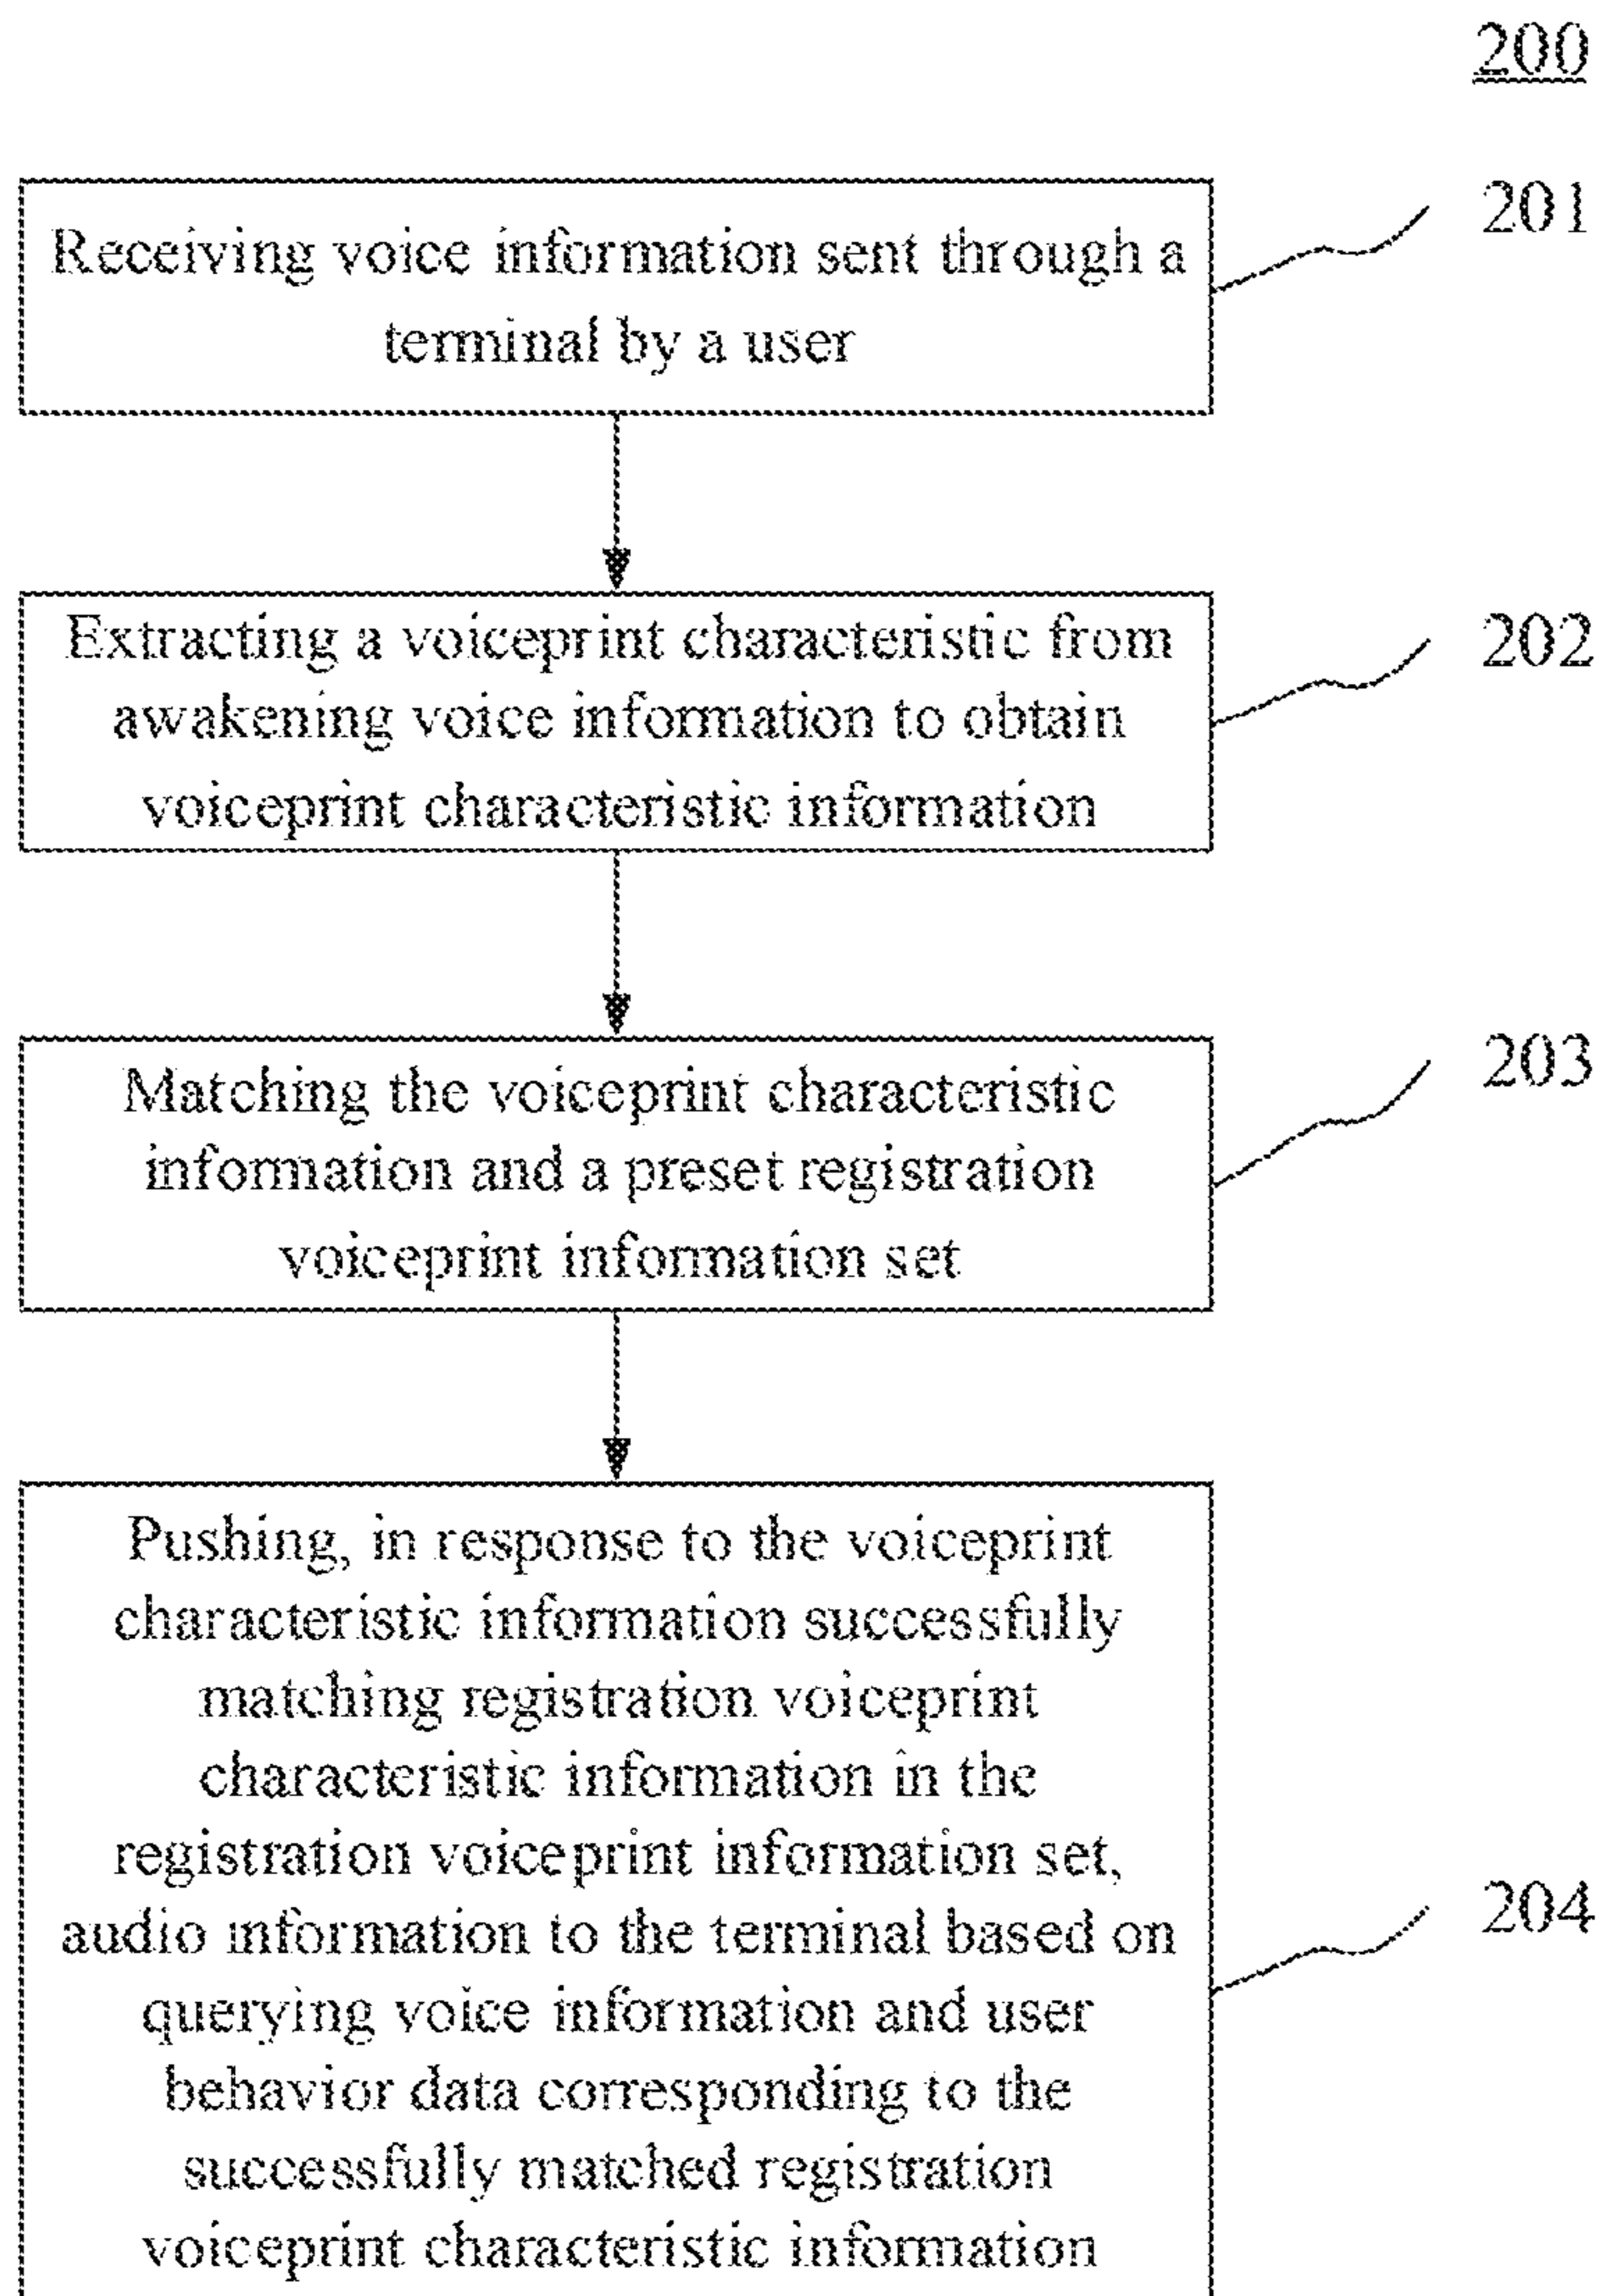 200
201
Receiving voice information sent through a
terminal by a user
202
Extracting a voiceprint characteristic from
awakening voice information to obtain
voiceprint characteristic information
203
Matching the voiceprint characteristic
information and a preset registration
voiceprint information set
Pushing, in response to the voiceprint
characteristic information successfully
matching registration voiceprint
characteristic information in the
registration voiceprint information set,
204
audio information to the terminal based on
querying voice information and user
behavior data corresponding to the
successfully matched registration
voiceprint characteristic information